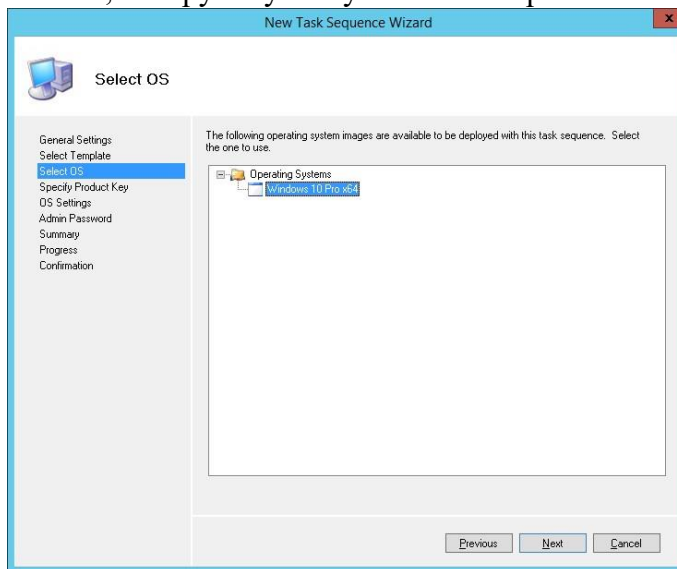 New Task Sequence Wizard
x
Select OS
General Settings
Select Template
Select OS
Specify Product Key
OS Settings
Admin Password
Summary
Progress
Confirmation
The following operating system images are available to be deployed with this task sequence. Select
the one to use.
Operating Systems
Windows 10 Pro x64
Previous Next Cancel